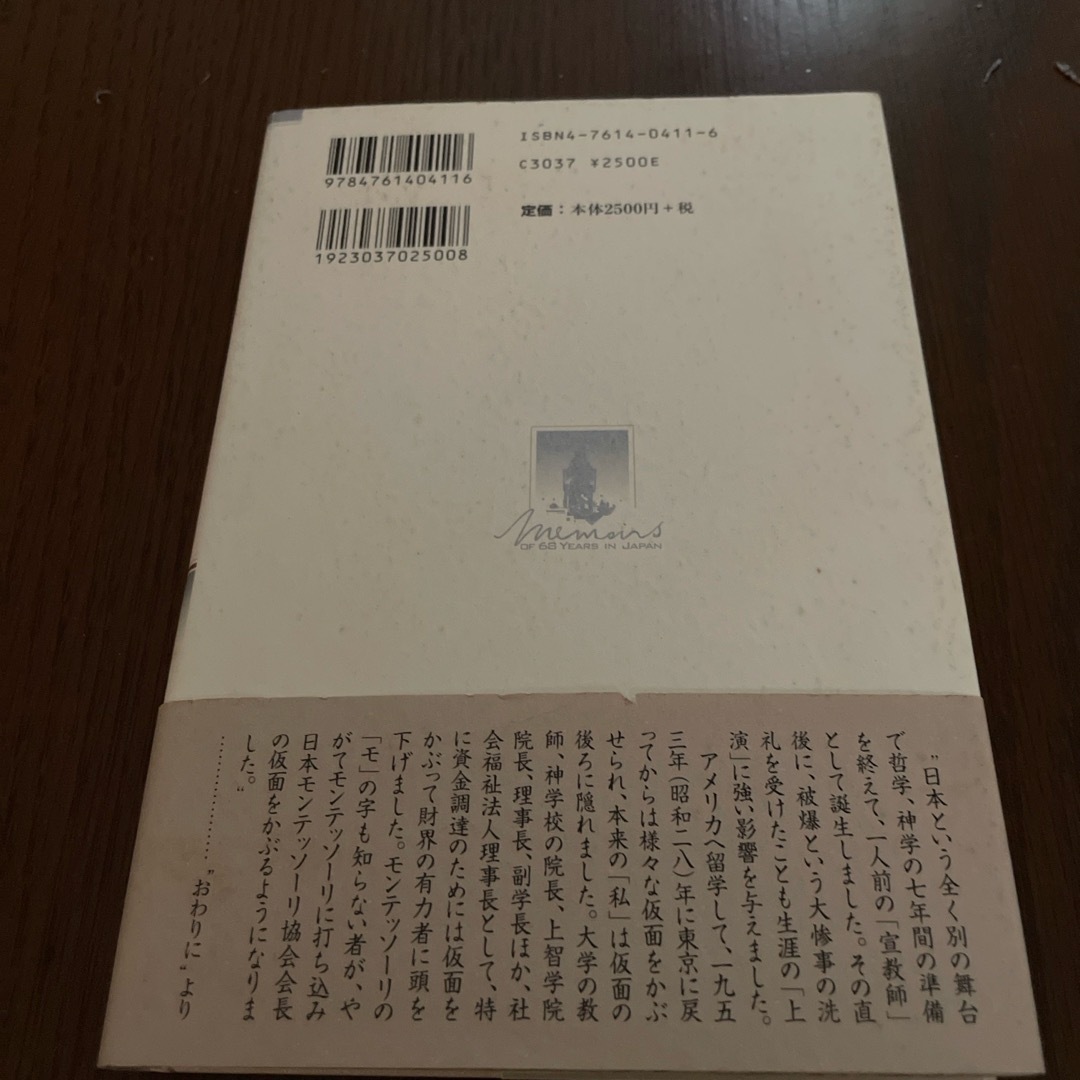 ISBN4-7614-0411-6
C3037 ¥2500E
9784761404116
定価：本体2500円＋税
1923037025008
Memoirs
OF 68 YEARS IN JAPAN
"日本という全く別の舞台
で哲学、神学の七年間の準備
を終えて、一人前の「宣教師」
として誕生しました。その直
後に、被爆という大惨事の洗
礼を受けたことも生涯の「上
演」に強い影響を与えました。
アメリカへ留学して、一九五
三年（昭和二八）年に東京に戻
ってからは様々な仮面をかぶ
せられ、本来の「私」は仮面の
後ろに隠れました。大学の教
師、神学校の院長、上智学院
院長、理事長、副学長ほか、社
会福祉法人理事長として、特
に資金調達のためには仮面を
かぶって財界の有力者に頭を
下げました。モンテッソーリの
「モ」の字も知らない者が、や
がてモンテッソーリに打ち込み
日本モンテッソーリ協会会長
の仮面をかぶるようになりま
した。"
………………"おわりに"より